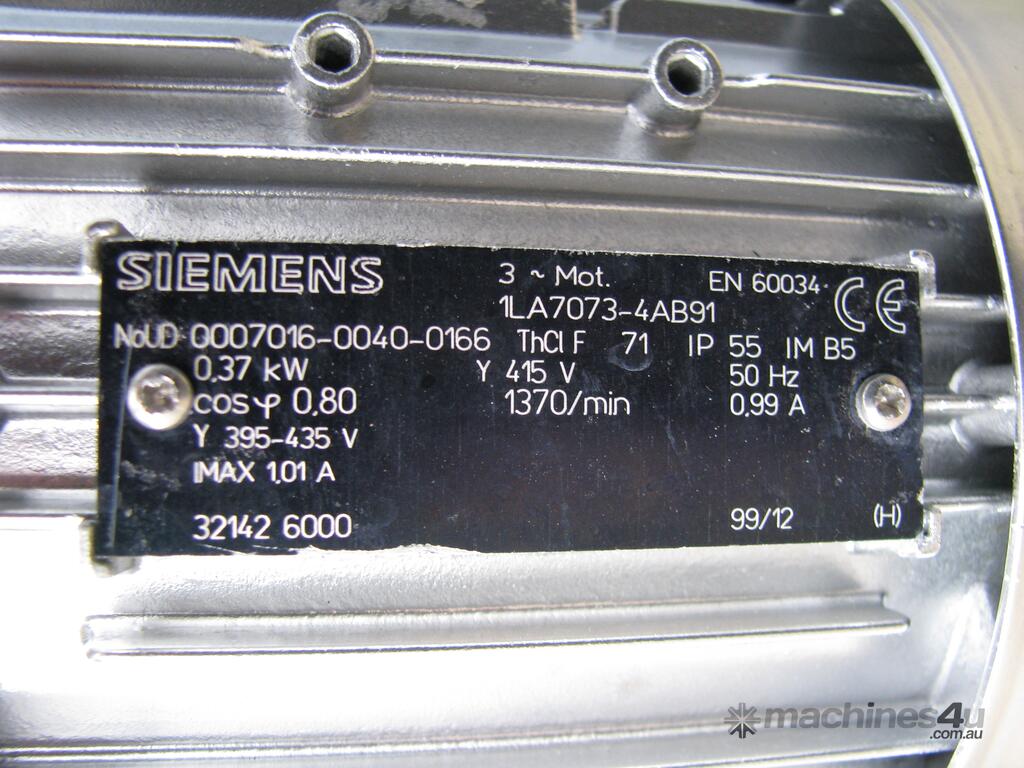 SIEMENS 3 ~ Mot. EN 60034 CE
1LA7073-4AB91
NoUD 0007016-0040-0166 ThCl F 71 IP 55 IM B5
0,37 kW Y 415 V 50 Hz
cosφ 0,80 1370/min 0,99 A
Y 395-435 V
IMAX 1,01 A
32142 6000 99/12 (H)
machines4u
.com.au